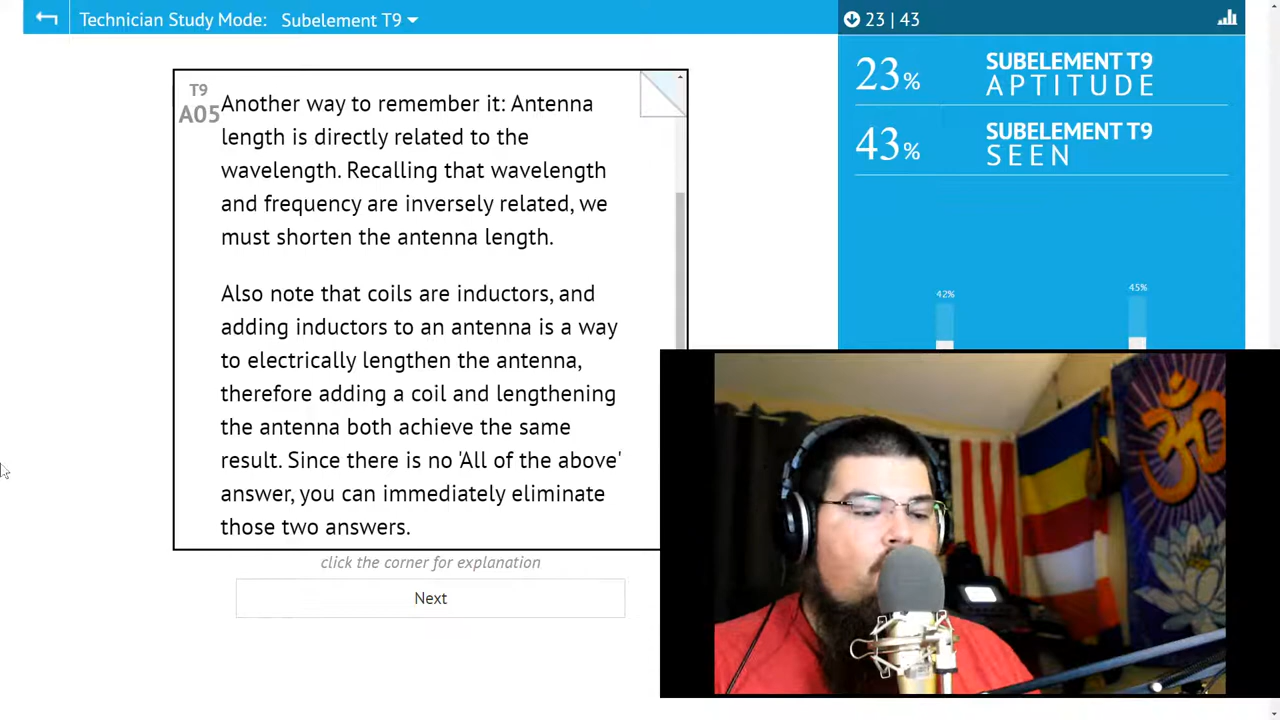 Technician Study Mode: Subelement T9
23 | 43
T9
A05
Another way to remember it: Antenna
length is directly related to the
wavelength. Recalling that wavelength
and frequency are inversely related, we
must shorten the antenna length.
Also note that coils are inductors, and
adding inductors to an antenna is a way
to electrically lengthen the antenna,
therefore adding a coil and lengthening
the antenna both achieve the same
result. Since there is no 'All of the above'
answer, you can immediately eliminate
those two answers.
click the corner for explanation
Next
23%
SUBELEMENT T9
APTITUDE
43%
SUBELEMENT T9
SEEN
42%
45%